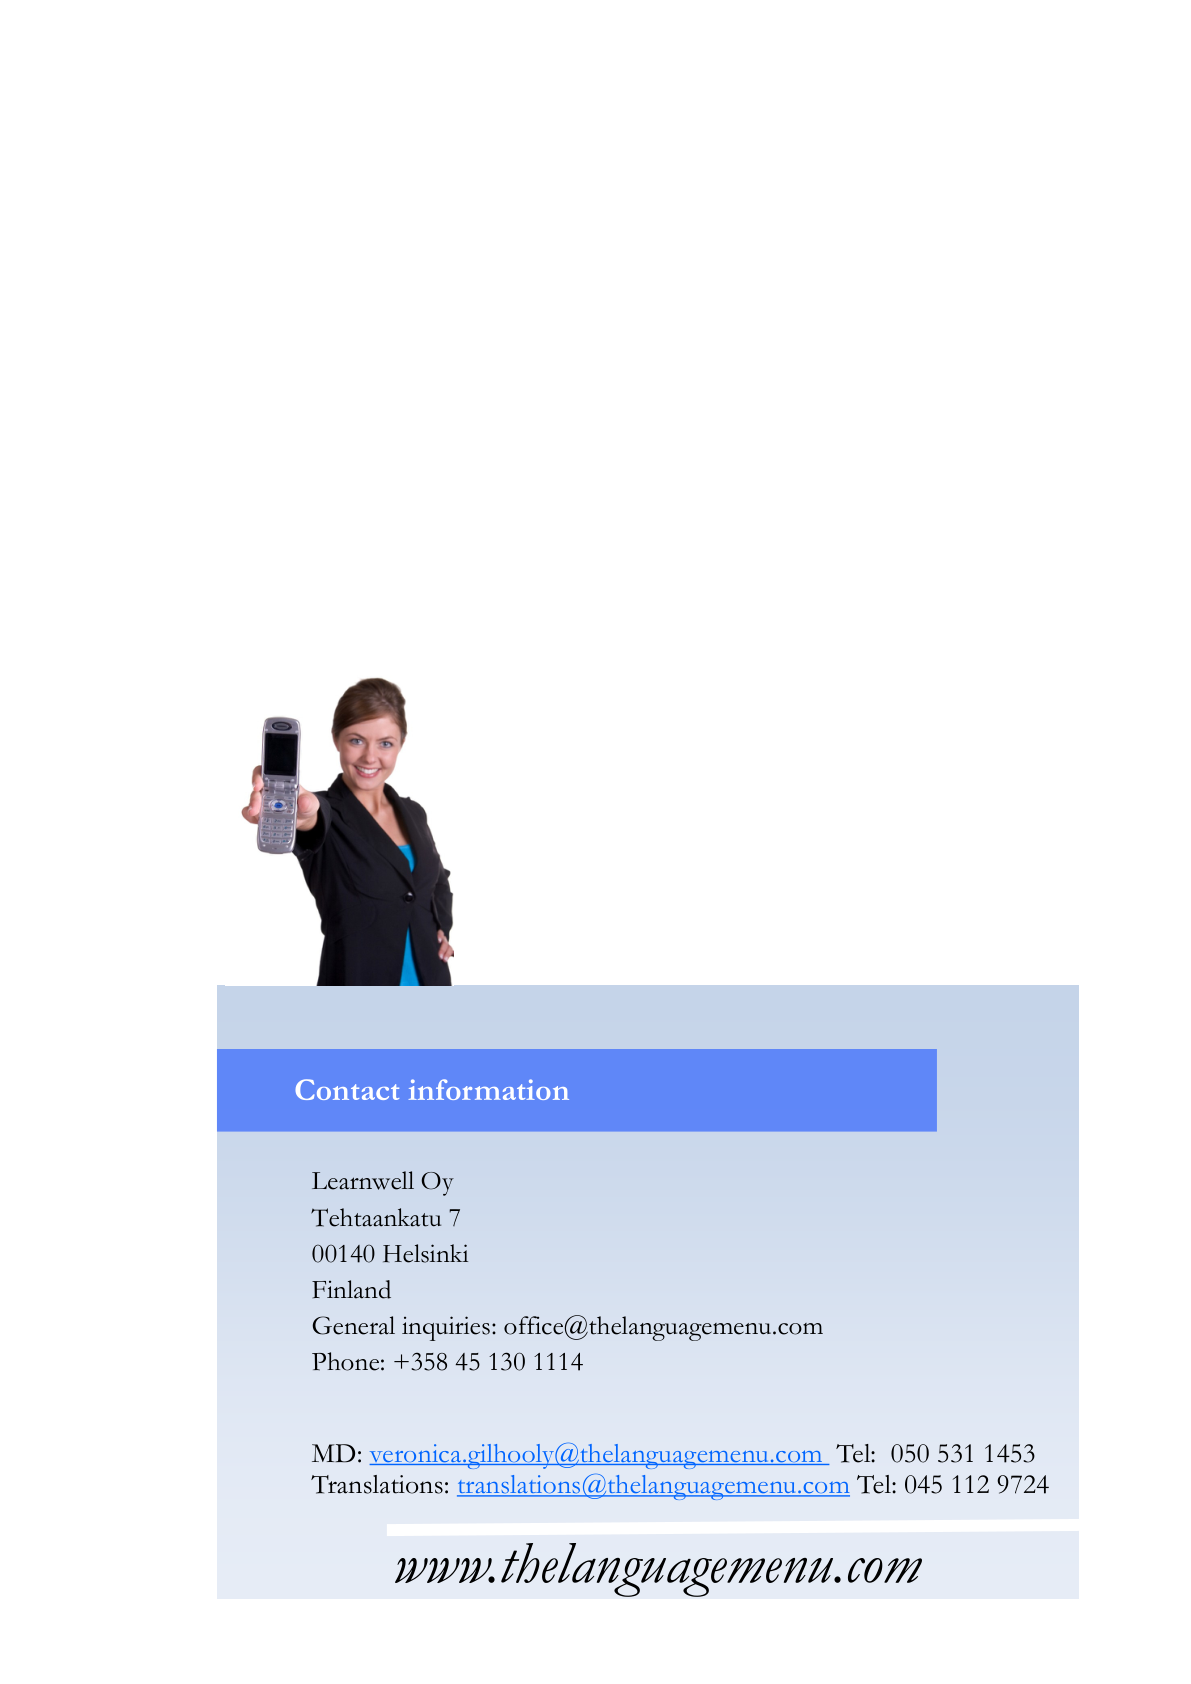 Contact information
Learnwell Oy
Tehtaankatu 7
00140 Helsinki
Finland
General inquiries: office@thelanguagemenu.com
Phone: +358 45 130 1114
MD: veronica.gilhooly@thelanguagemenu.com Tel: 050 531 1453
Translations: translations@thelanguagemenu.com Tel: 045 112 9724
www.thelanguagemenu.com